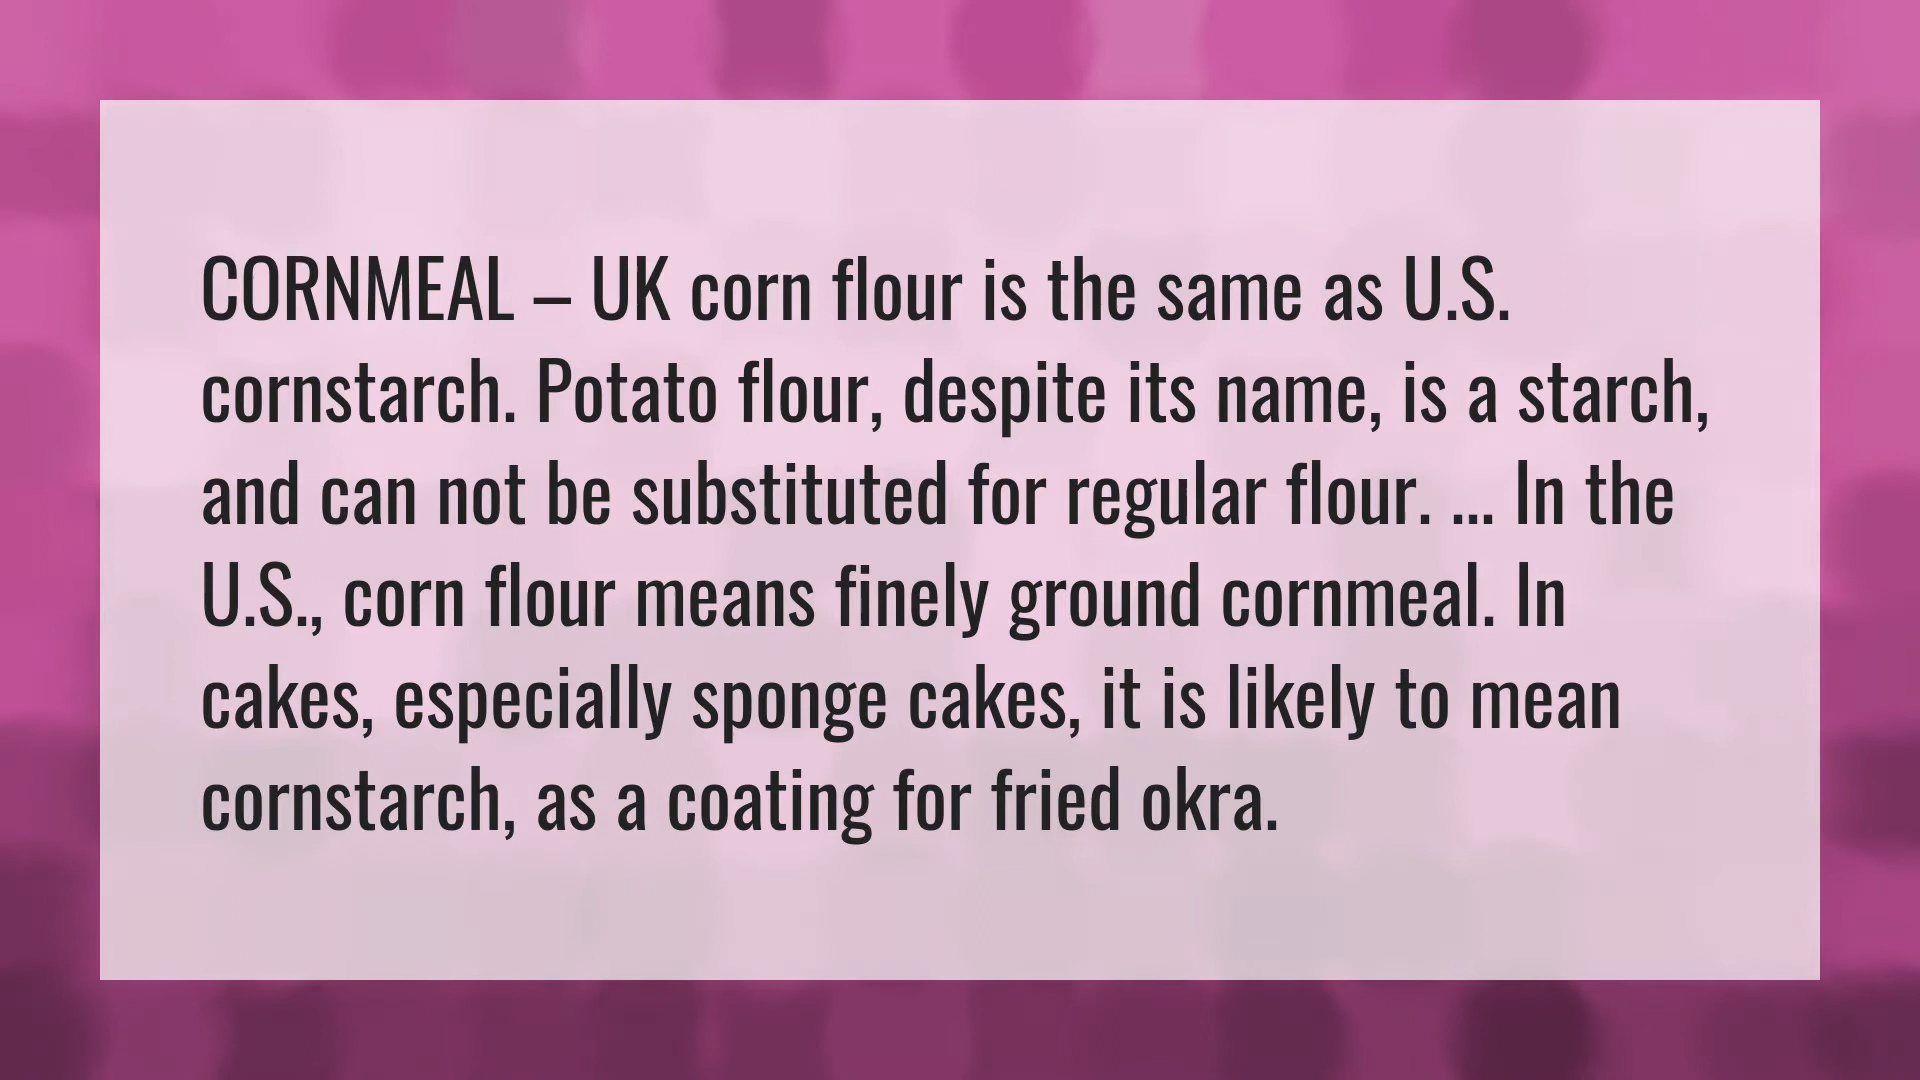 CORNMEAL – UK corn flour is the same as U.S.
cornstarch. Potato flour, despite its name, is a starch,
and can not be substituted for regular flour. ... In the
U.S., corn flour means finely ground cornmeal. In
cakes, especially sponge cakes, it is likely to mean
cornstarch, as a coating for fried okra.